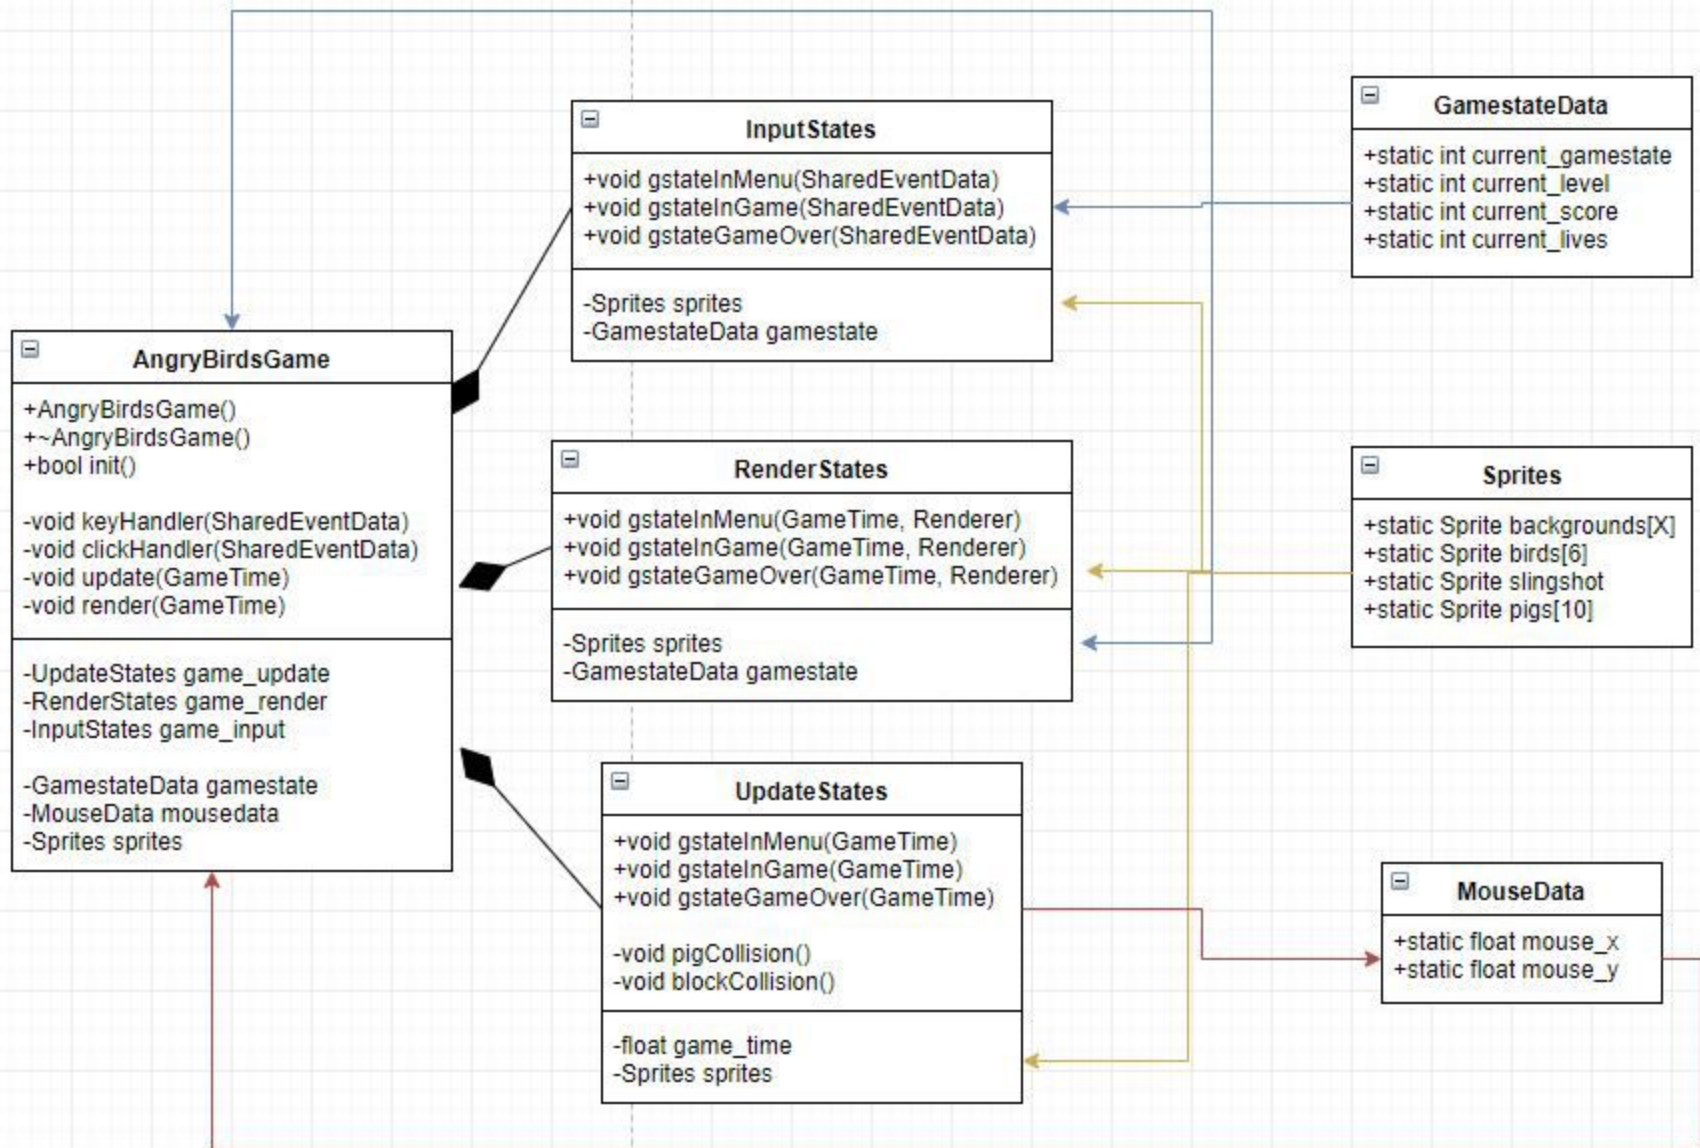 InputStates
+void gstateInMenu(SharedEventData)
+void gstateInGame(SharedEventData)
+void gstateGameOver(SharedEventData)
-Sprites sprites
-GamestateData gamestate
GamestateData
+static int current_gamestate
+static int current_level
+static int current_score
+static int current_lives
AngryBirdsGame
+AngryBirdsGame()
+~AngryBirdsGame()
+bool init()
-void keyHandler(SharedEventData)
-void clickHandler(SharedEventData)
-void update(GameTime)
-void render(GameTime)
-UpdateStates game_update
-RenderStates game_render
-InputStates game_input
-GamestateData gamestate
-MouseData mousedata
-Sprites sprites
RenderStates
+void gstateInMenu(GameTime, Renderer)
+void gstateInGame(GameTime, Renderer)
+void gstateGameOver(GameTime, Renderer)
-Sprites sprites
-GamestateData gamestate
Sprites
+static Sprite backgrounds[X]
+static Sprite birds[6]
+static Sprite slingshot
+static Sprite pigs[10]
UpdateStates
+void gstateInMenu(GameTime)
+void gstateInGame(GameTime)
+void gstateGameOver(GameTime)
-void pigCollision()
-void blockCollision()
-float game_time
-Sprites sprites
MouseData
+static float mouse_x
+static float mouse_y